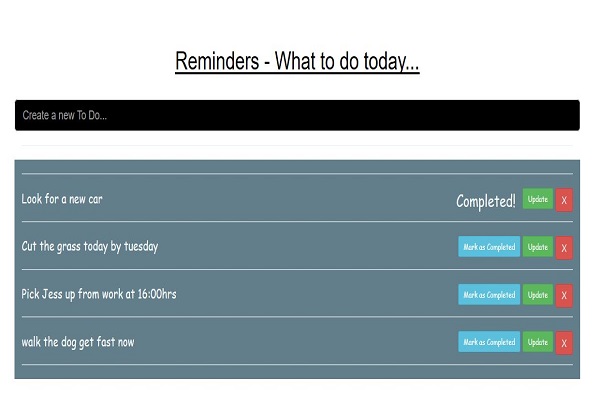 Reminders - What to do today...
Create a new To Do...
Look for a new car Completed! Update X
Cut the grass today by tuesday Mark as Completed Update X
Pick Jess up from work at 16:00hrs Mark as Completed Update X
walk the dog get fast now Mark as Completed Update X